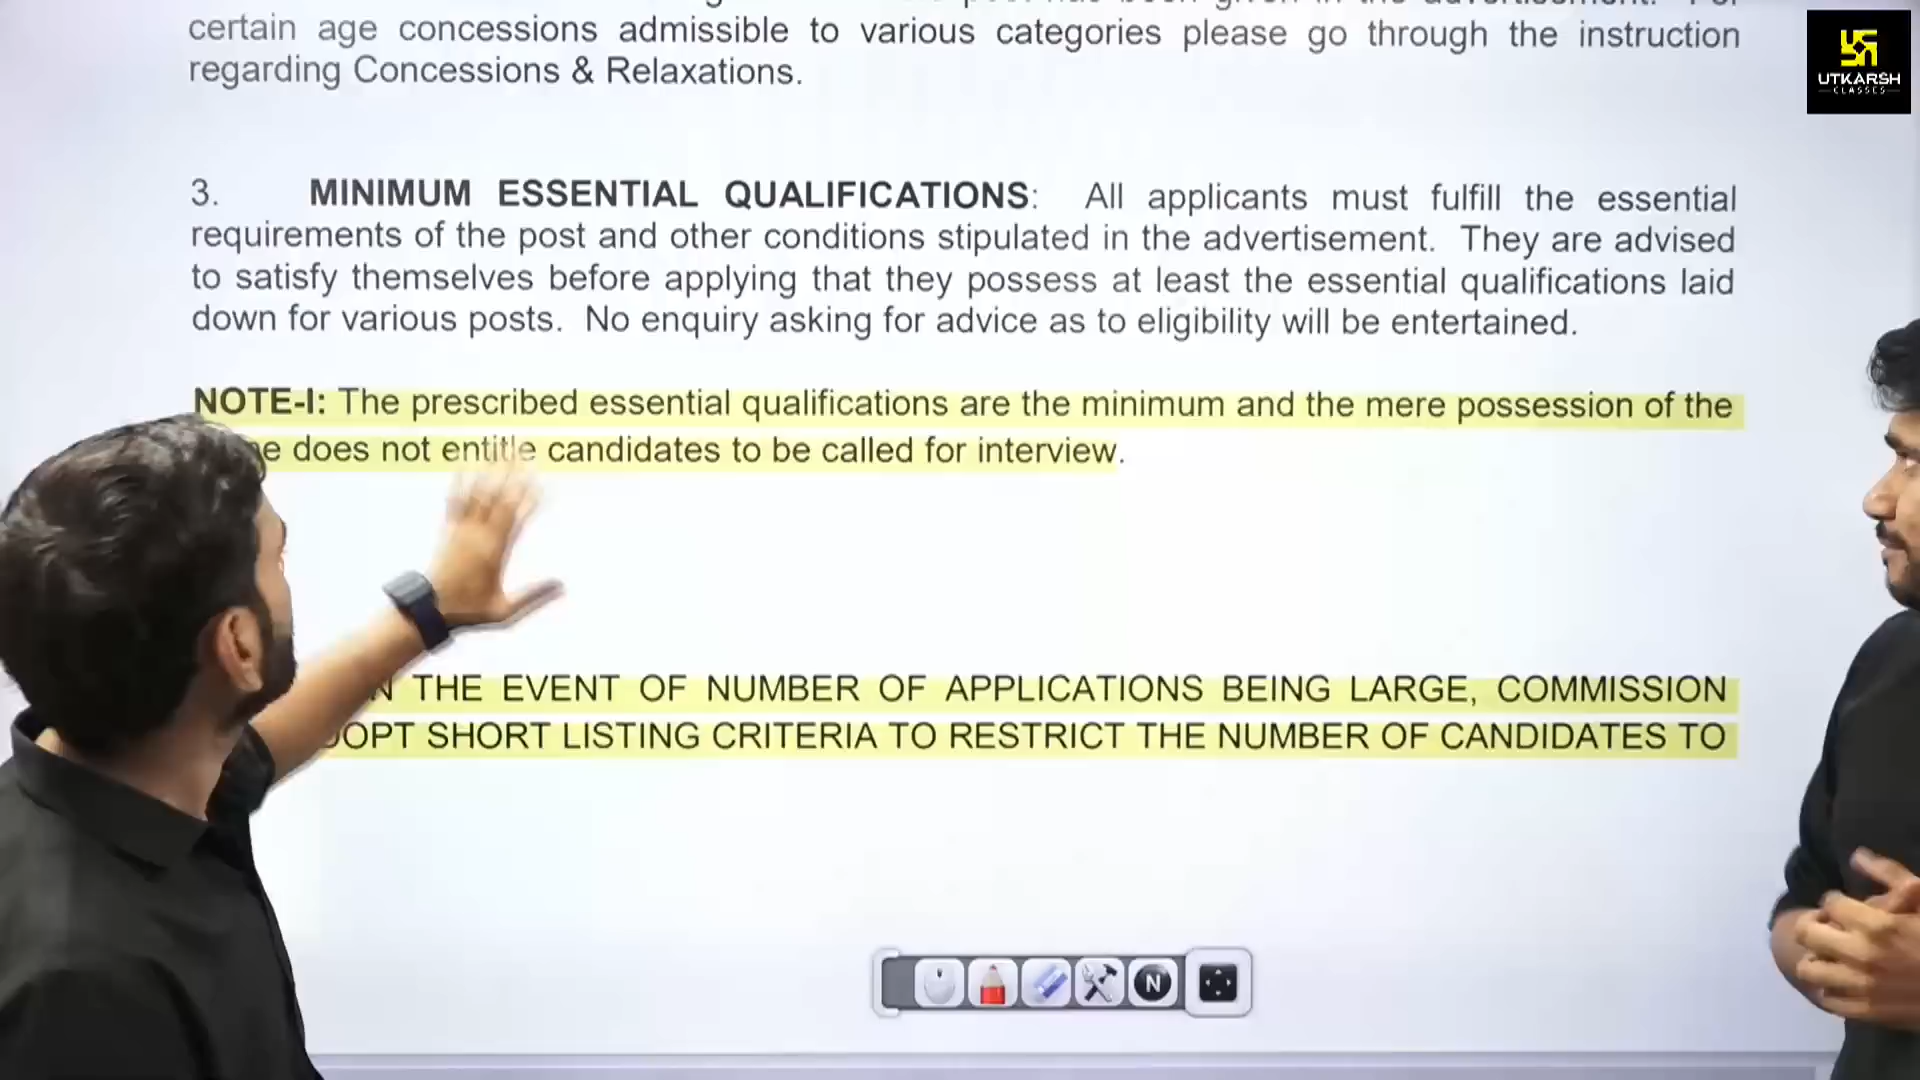 certain age concessions admissible to various categories please go through the instruction
regarding Concessions & Relaxations.
UTKARSH
CLASSES
3. MINIMUM ESSENTIAL QUALIFICATIONS: All applicants must fulfill the essential
requirements of the post and other conditions stipulated in the advertisement. They are advised
to satisfy themselves before applying that they possess at least the essential qualifications laid
down for various posts. No enquiry asking for advice as to eligibility will be entertained.
NOTE-I: The prescribed essential qualifications are the minimum and the mere possession of the
does not entitle candidates to be called for interview.
THE EVENT OF NUMBER OF APPLICATIONS BEING LARGE, COMMISSION
SHORT LISTING CRITERIA TO RESTRICT THE NUMBER OF CANDIDATES TO
N